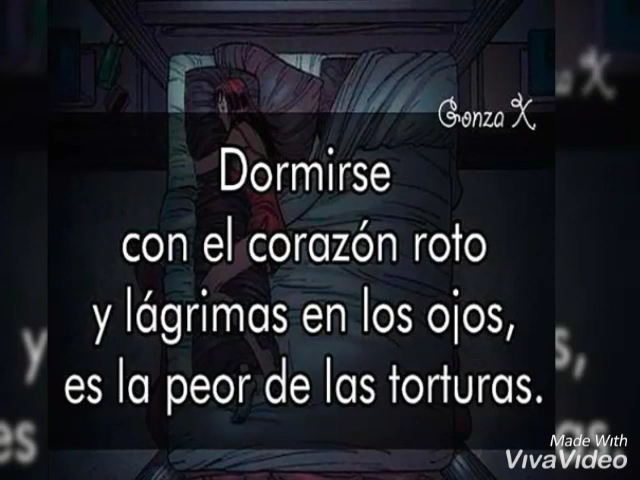 Gonza X
Dormirse
con el corazón roto
y lágrimas en los ojos,
es la peor de las torturas.
Made With
VivaVideo